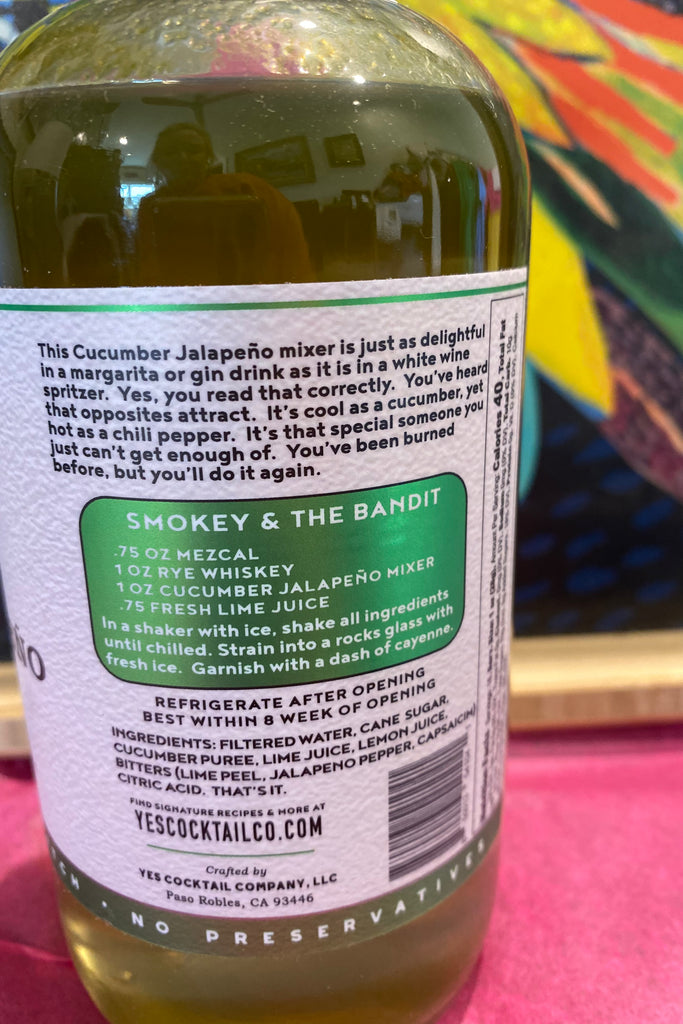 This Cucumber Jalapeño mixer is just as delightful
in a margarita or gin drink as it is in a white wine
spritzer. Yes, you read that correctly. You've heard
that opposites attract. It's cool as a cucumber, yet
hot as a chili pepper. It's that special someone you
just can't get enough of. You've been burned
before, but you'll do it again.
SMOKEY & THE BANDIT
.75 OZ MEZCAL
1 OZ RYE WHISKEY
1 OZ CUCUMBER JALAPEÑO MIXER
.75 FRESH LIME JUICE
In a shaker with ice, shake all ingredients
until chilled. Strain into a rocks glass with
fresh ice. Garnish with a dash of cayenne.
REFRIGERATE AFTER OPENING
BEST WITHIN 8 WEEK OF OPENING
INGREDIENTS: FILTERED WATER, CANE SUGAR,
CUCUMBER PUREE, LIME JUICE, LEMON JUICE,
BITTERS (LIME PEEL, JALAPENO PEPPER, CAPSAICIN)
CITRIC ACID. THAT'S IT.
FIND SIGNATURE RECIPES & MORE AT
YESCOCKTAILCO.COM
Crafted by
YES COCKTAIL COMPANY, LLC
Paso Robles, CA 93446
TCH • NO PRESERVATIVES
ÑO
Calories 40, Total Fat